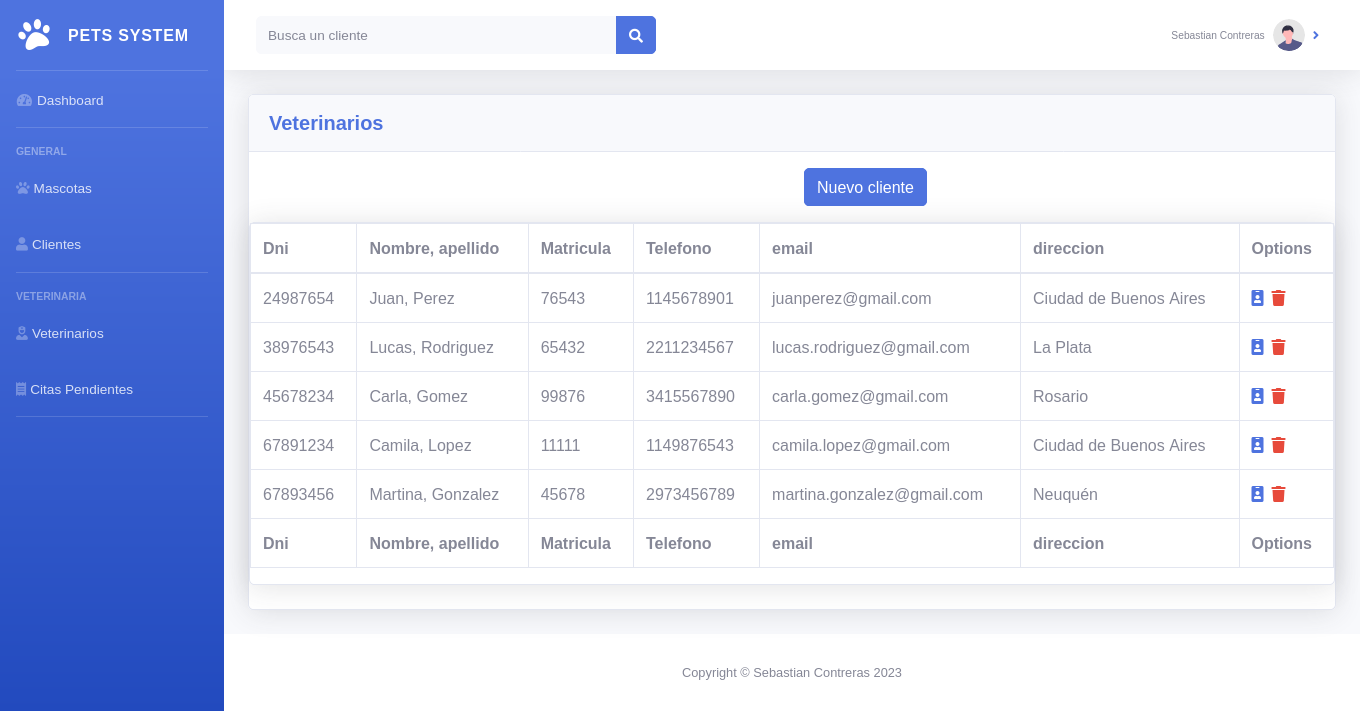 PETS SYSTEM
Busca un cliente
Sebastian Contreras
Dashboard
GENERAL
Mascotas
Clientes
VETERINARIA
Veterinarios
Citas Pendientes
Veterinarios
Nuevo cliente
Dni Nombre, apellido Matricula Telefono email direccion Options
24987654 Juan, Perez 76543 1145678901 juanperez@gmail.com Ciudad de Buenos Aires
38976543 Lucas, Rodriguez 65432 2211234567 lucas.rodriguez@gmail.com La Plata
45678234 Carla, Gomez 99876 3415567890 carla.gomez@gmail.com Rosario
67891234 Camila, Lopez 11111 1149876543 camila.lopez@gmail.com Ciudad de Buenos Aires
67893456 Martina, Gonzalez 45678 2973456789 martina.gonzalez@gmail.com Neuquén
Dni Nombre, apellido Matricula Telefono email direccion Options
Copyright © Sebastian Contreras 2023